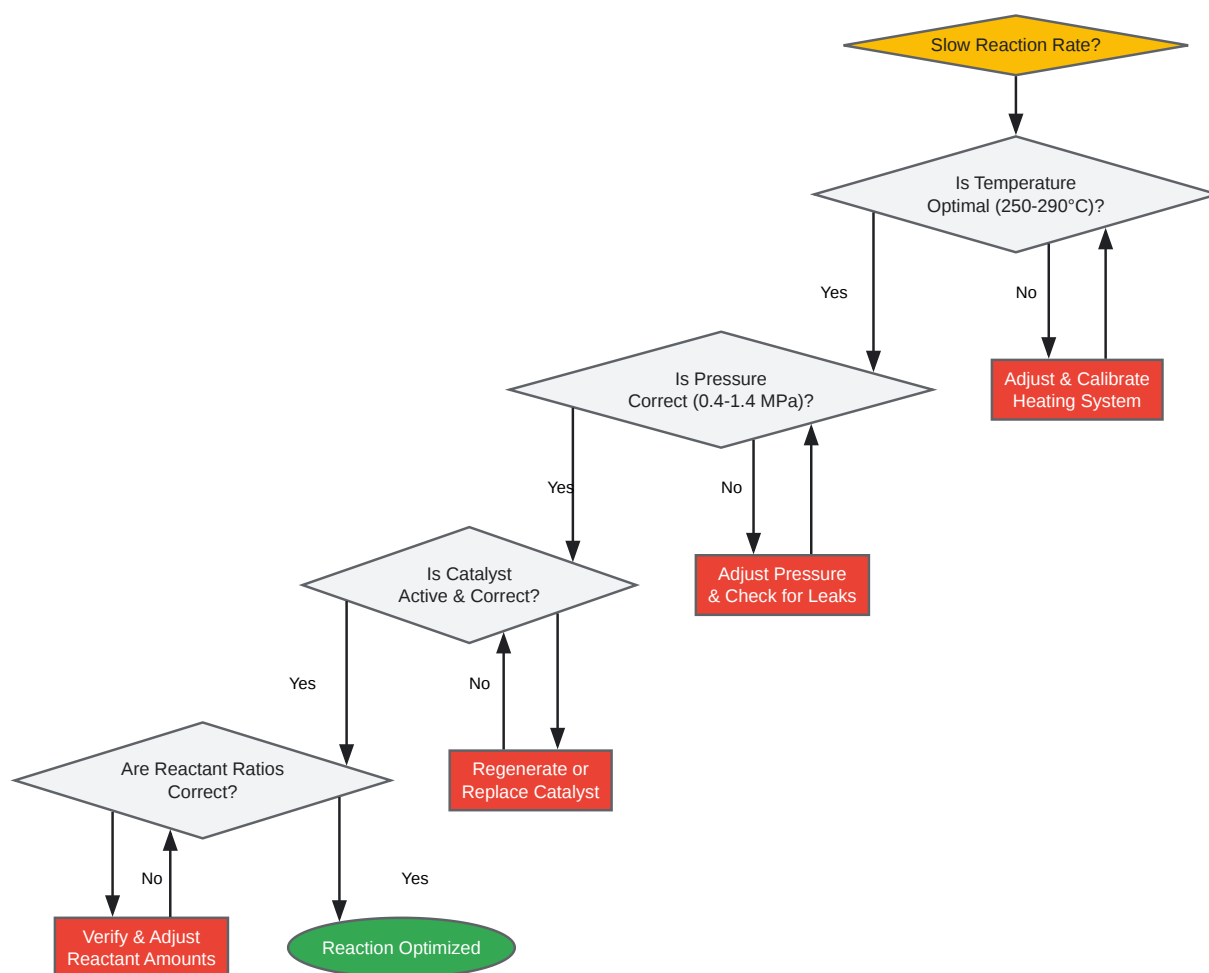 Slow Reaction Rate?
Is Temperature
Optimal (250-290°C)?
Yes
No
Is Pressure
Correct (0.4-1.4 MPa)?
Adjust & Calibrate
Heating System
Yes
No
Is Catalyst
Active & Correct?
Adjust Pressure
& Check for Leaks
Yes
No
Are Reactant Ratios
Correct?
Regenerate or
Replace Catalyst
No
Yes
Verify & Adjust
Reactant Amounts
Reaction Optimized